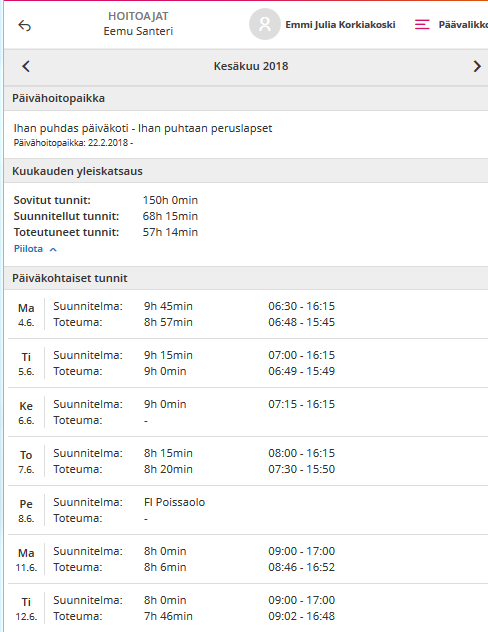 HOITOAJAT
Eemu Santeri
Emmi Julia Korkiakoski
Päävalikko
Kesäkuu 2018
Päivähoitopaikka
Ihan puhdas päiväkoti - Ihan puhtaan peruslapset
Päivähoitopaikka: 22.2.2018 -
Kuukauden yleiskatsaus
Sovitut tunnit: 150h 0min
Suunnitellut tunnit: 68h 15min
Toteutuneet tunnit: 57h 14min
Piilota
Päiväkohtaiset tunnit
Ma 4.6.
Suunnitelma: 9h 45min 06:30 - 16:15
Toteuma: 8h 57min 06:48 - 15:45
Ti 5.6.
Suunnitelma: 9h 15min 07:00 - 16:15
Toteuma: 9h 0min 06:49 - 15:49
Ke 6.6.
Suunnitelma: 9h 0min 07:15 - 16:15
Toteuma: -
To 7.6.
Suunnitelma: 8h 15min 08:00 - 16:15
Toteuma: 8h 20min 07:30 - 15:50
Pe 8.6.
Suunnitelma: FI Poissaolo
Toteuma: -
Ma 11.6.
Suunnitelma: 8h 0min 09:00 - 17:00
Toteuma: 8h 6min 08:46 - 16:52
Ti 12.6.
Suunnitelma: 8h 0min 09:00 - 17:00
Toteuma: 7h 46min 09:02 - 16:48